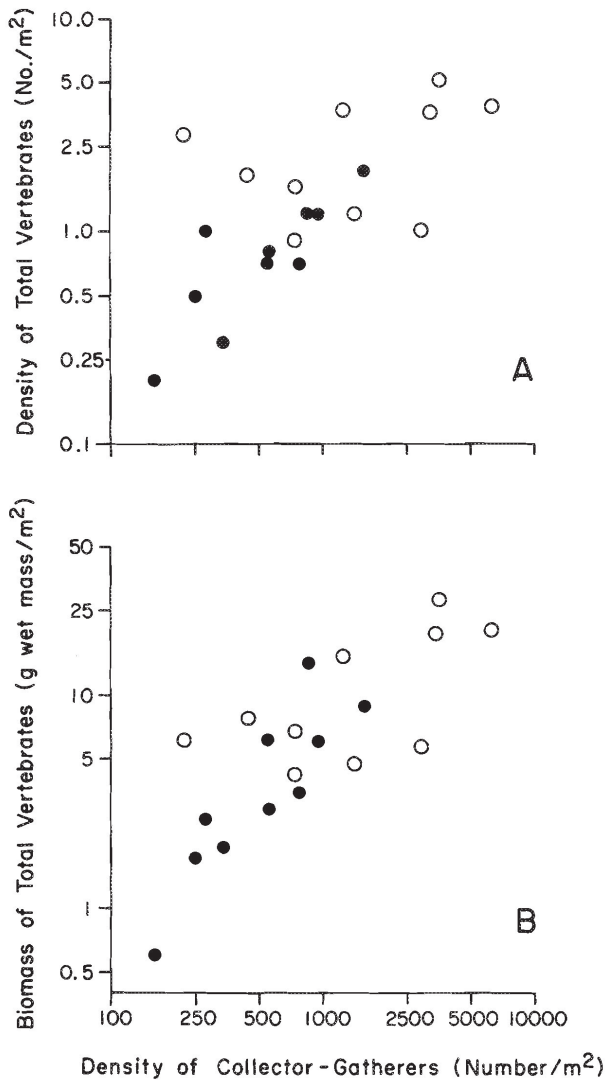 Density of Total Vertebrates (No./m²)
10.0
5.0
2.5
1.0
0.5
0.25
0.1
A
Biomass of Total Vertebrates (g wet mass/m²)
50
25
10
5
1
0.5
B
100 250 500 1000 2500 5000 10000
Density of Collector-Gatherers (Number/m²)